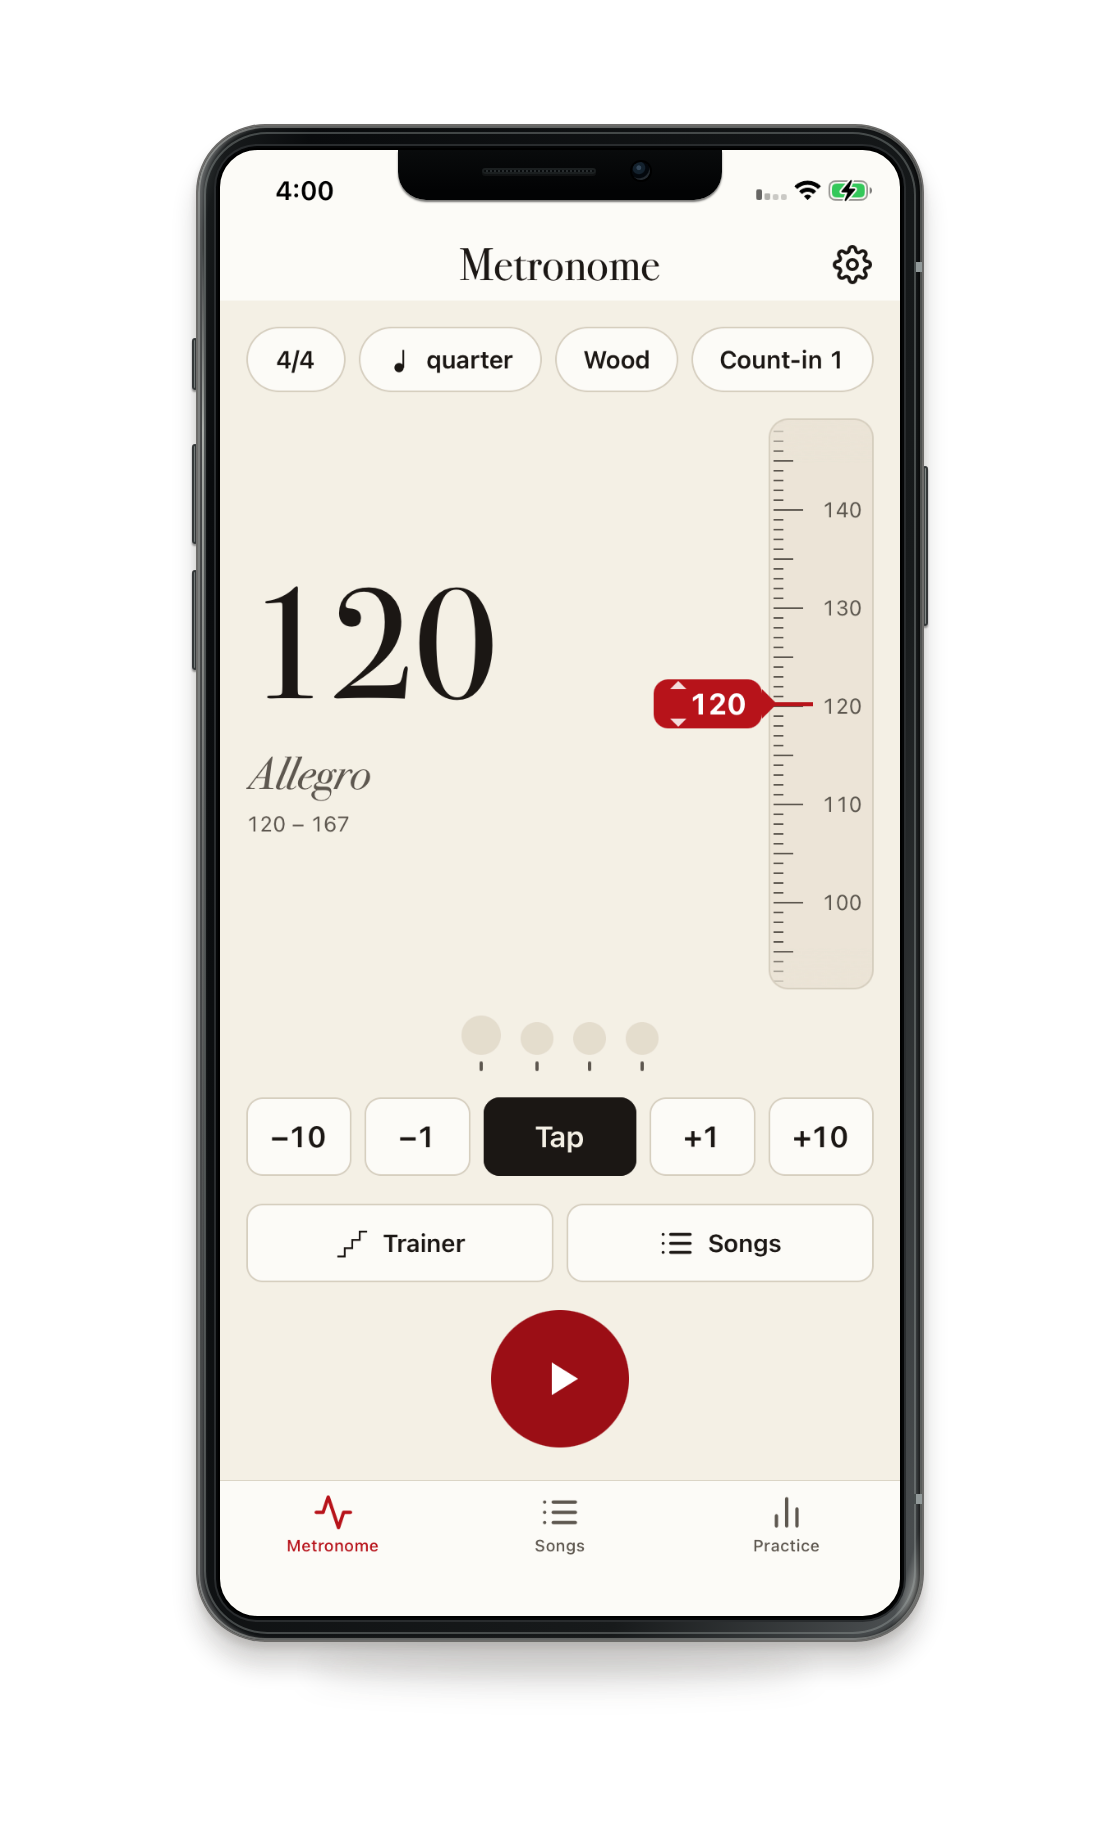 4:00
Metronome
4/4 quarter Wood Count-in 1
140
130
120
120 120
Allegro
120 – 167
110
100
–10 –1 Tap +1 +10
Trainer Songs
Metronome Songs Practice